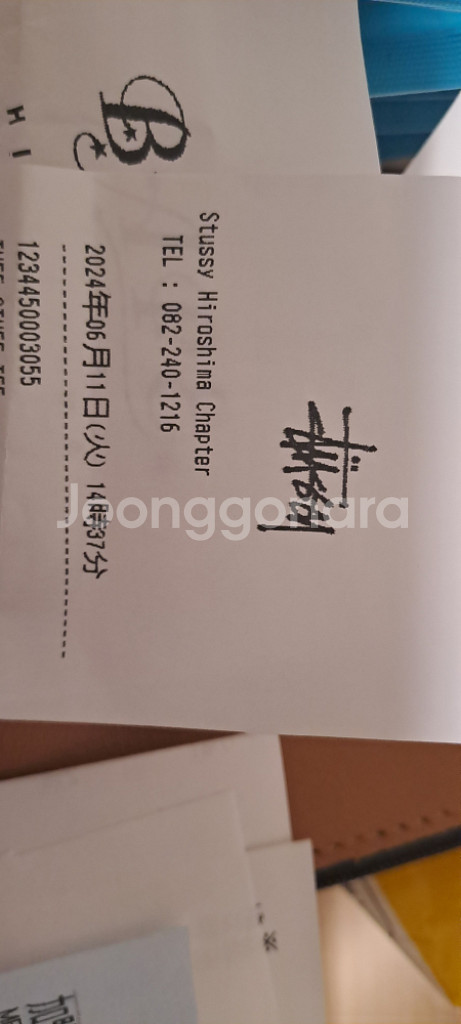 Stussy Hiroshima Chapter
TEL : 082-240-1216
2024年06月11日(火) 14時37分
1234450003055
Joonggonara
B
H I